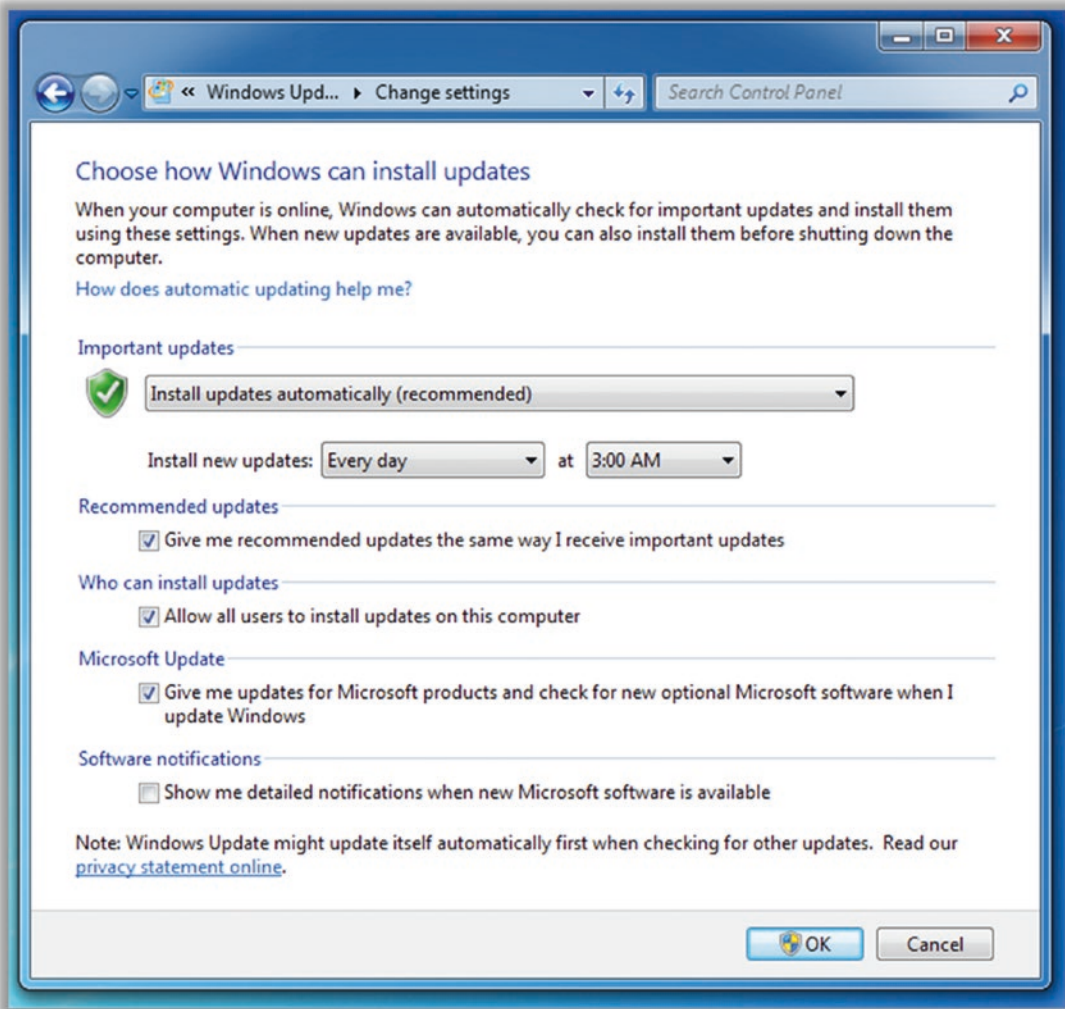 « Windows Upd... ▸ Change settings
Search Control Panel
Choose how Windows can install updates
When your computer is online, Windows can automatically check for important updates and install them
using these settings. When new updates are available, you can also install them before shutting down the
computer.
How does automatic updating help me?
Important updates
Install updates automatically (recommended)
Install new updates: Every day at 3:00 AM
Recommended updates
Give me recommended updates the same way I receive important updates
Who can install updates
Allow all users to install updates on this computer
Microsoft Update
Give me updates for Microsoft products and check for new optional Microsoft software when I
update Windows
Software notifications
Show me detailed notifications when new Microsoft software is available
Note: Windows Update might update itself automatically first when checking for other updates. Read our
privacy statement online.
OK Cancel